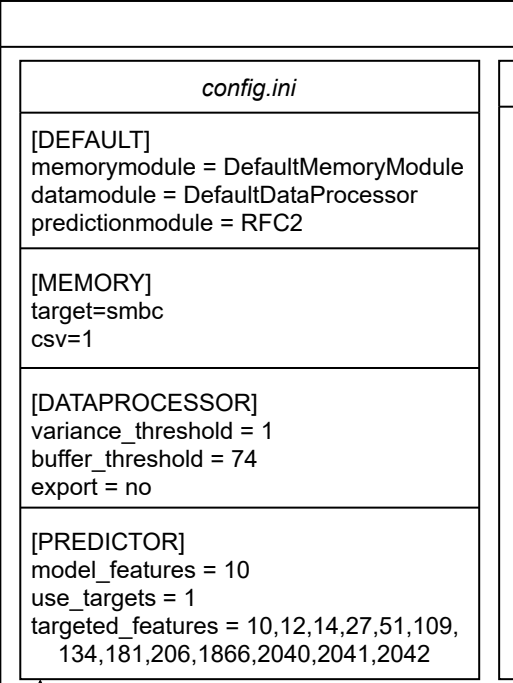 config.ini
[DEFAULT]
memorymodule = DefaultMemoryModule
datamodule = DefaultDataProcessor
predictionmodule = RFC2
[MEMORY]
target=smbc
csv=1
[DATAPROCESSOR]
variance_threshold = 1
buffer_threshold = 74
export = no
[PREDICTOR]
model_features = 10
use_targets = 1
targeted_features = 10,12,14,27,51,109,
134,181,206,1866,2040,2041,2042